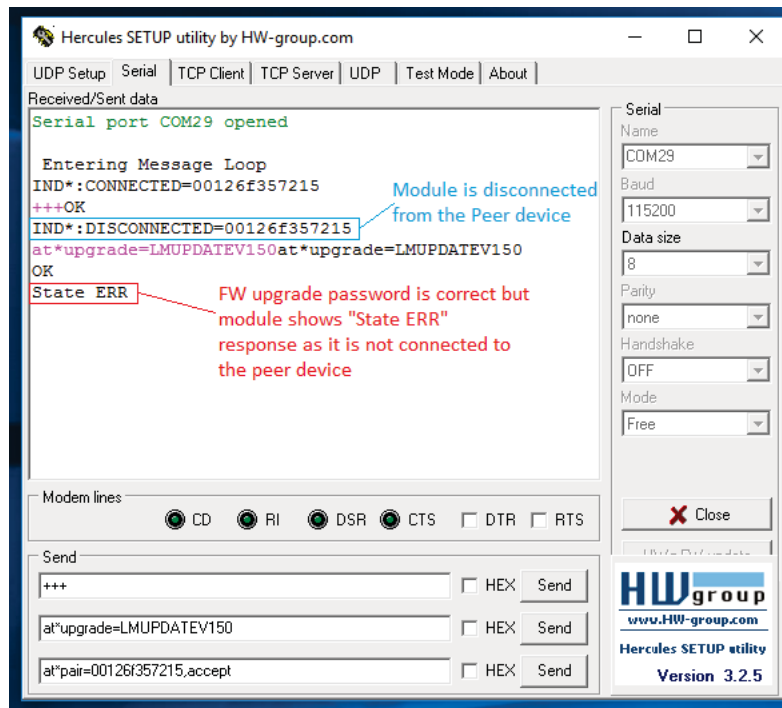 Hercules SETUP utility by HW-group.com
UDP Setup Serial TCP Client TCP Server UDP Test Mode About
Received/Sent data
Serial port COM29 opened
Entering Message Loop
IND*:CONNECTED=00126f357215
+++OK
IND*:DISCONNECTED=00126f357215
at*upgrade=LMUPDATEV150at*upgrade=LMUPDATEV150
OK
State ERR
Module is disconnected
from the Peer device
FW upgrade password is correct but
module shows "State ERR"
response as it is not connected to
the peer device
Serial
Name
COM29
Baud
115200
Data size
8
Parity
none
Handshake
OFF
Mode
Free
Close
Modem lines
CD RI DSR CTS DTR RTS
Send
+++ HEX Send
at*upgrade=LMUPDATEV150 HEX Send
at*pair=00126f357215,accept HEX Send
HWgroup
www.HW-group.com
Hercules SETUP utility
Version 3.2.5